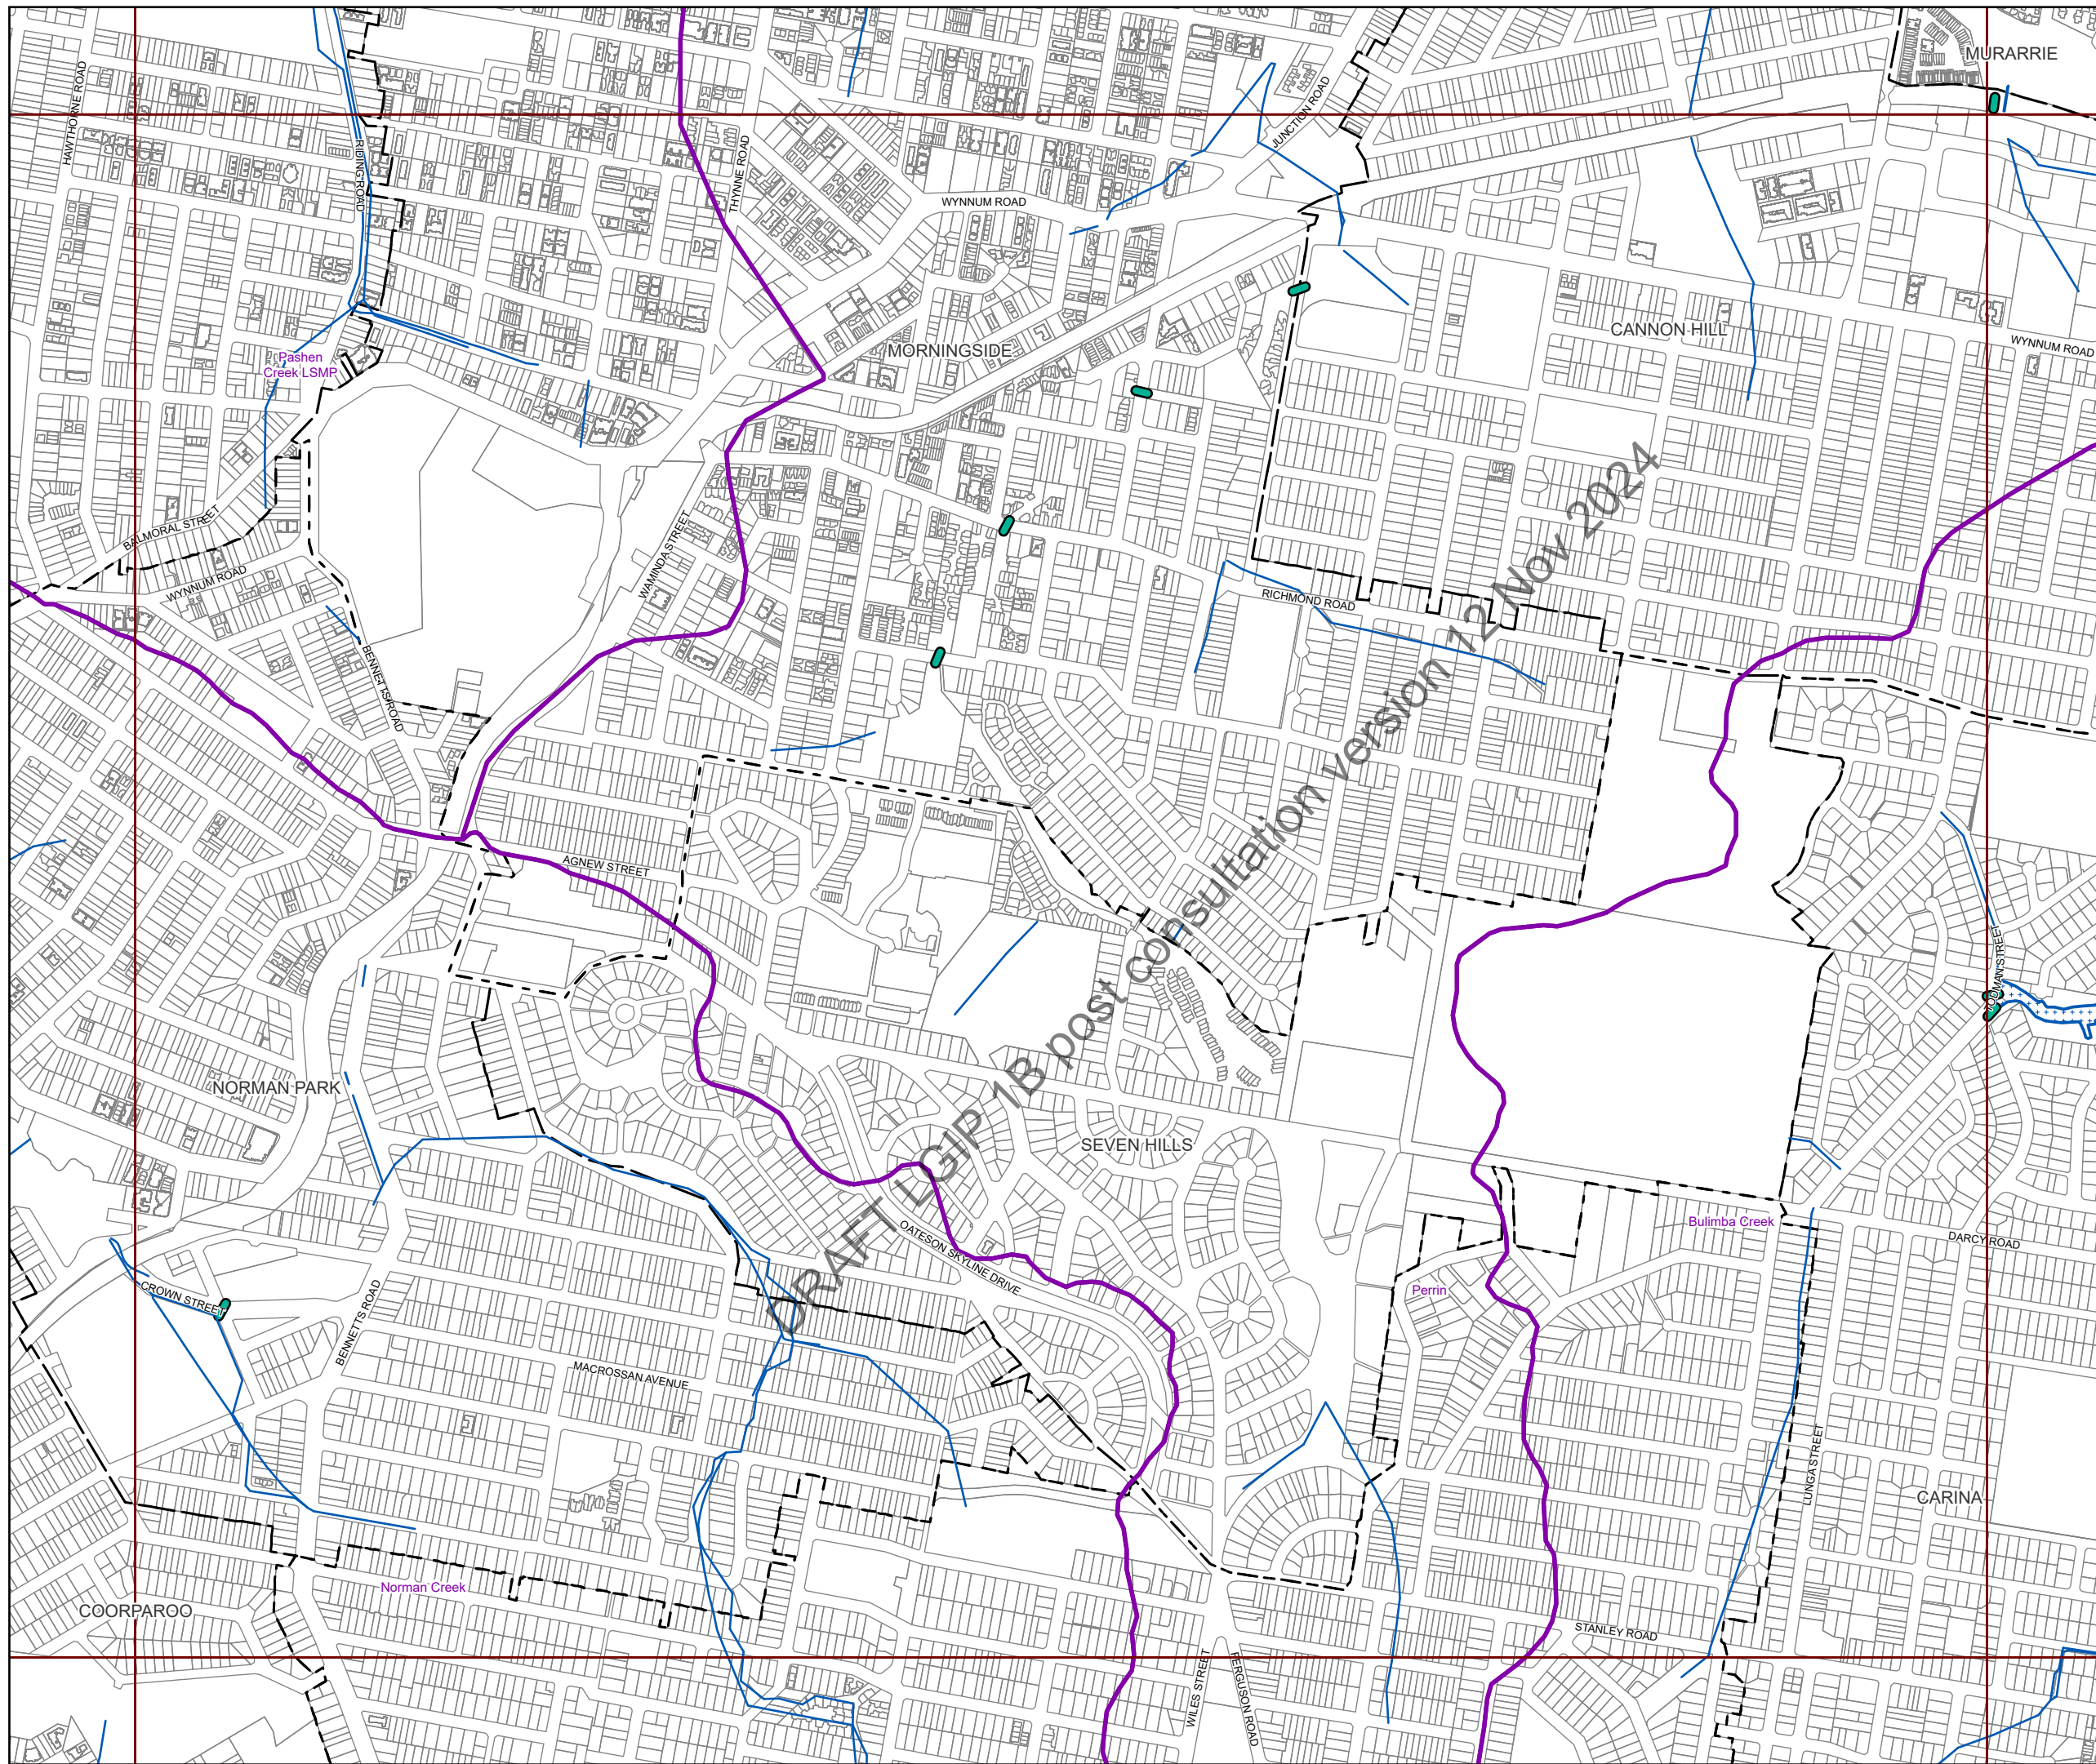 MURARRIE
HAWTHORNE ROAD
RIDING ROAD
THYNNE ROAD
JUNCTION ROAD
WYNNUM ROAD
CANNON HILL
WYNNUM ROAD
MORNINGSIDE
Pashen
Creek LSMP
BALMORAL STREET
WYNNUM ROAD
WAMINDA STREET
RICHMOND ROAD
BENNETTS ROAD
AGNEW STREET
DRAFT LGIP 1B post consultation version 12 Nov 2024
NORMAN PARK
SEVEN HILLS
Bulimba Creek
DARCY ROAD
OATESON SKYLINE DRIVE
Perrin
CROWN STREET
BENNETTS ROAD
MACROSSAN AVENUE
LUNGA STREET
CARINA
Norman Creek
COORPAROO
STANLEY ROAD
WILES STREET
FERGUSON ROAD